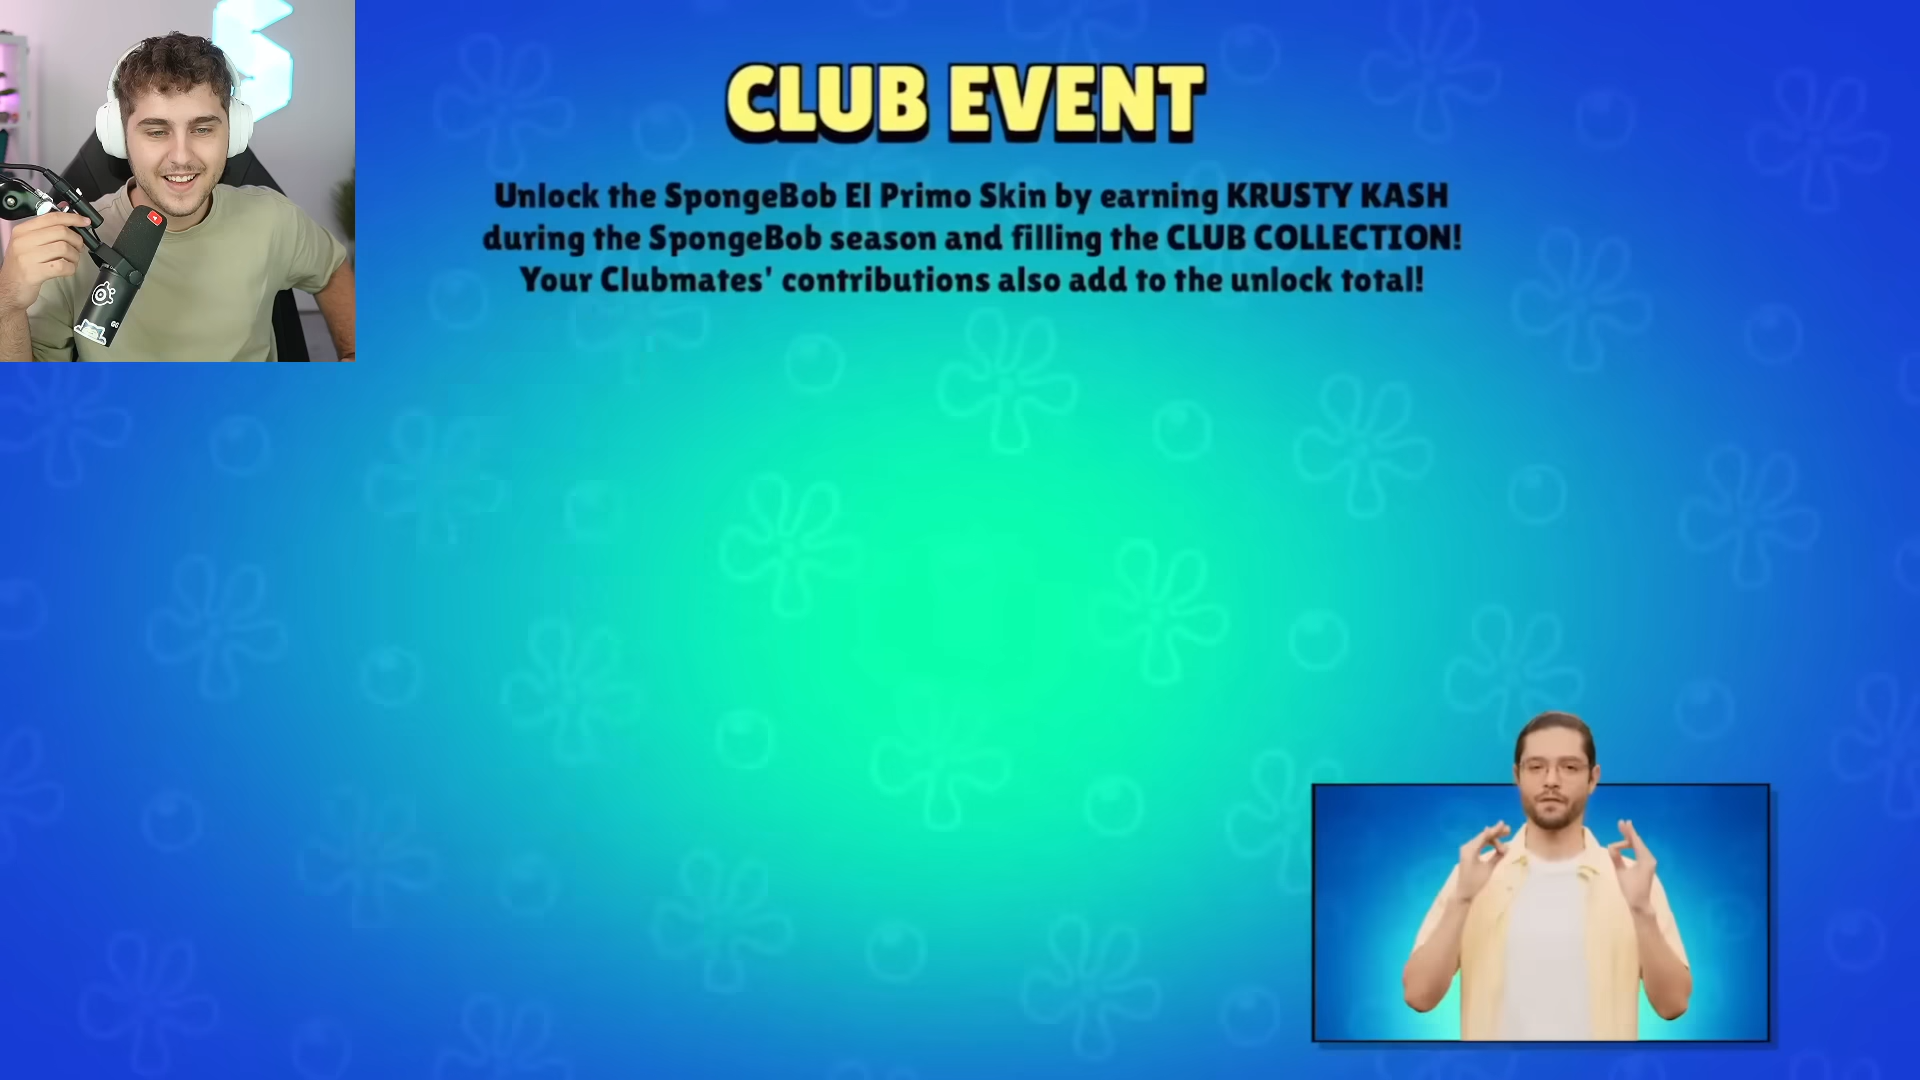 CLUB EVENT
Unlock the SpongeBob El Primo Skin by earning KRUSTY KASH
during the SpongeBob season and filling the CLUB COLLECTION!
Your Clubmates' contributions also add to the unlock total!